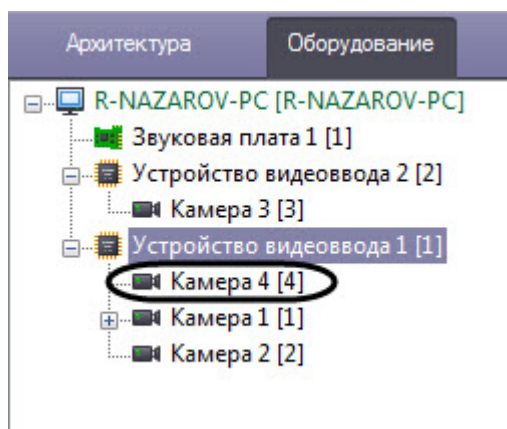 Архитектура Оборудование
R-NAZAROV-PC [R-NAZAROV-PC]
Звуковая плата 1 [1]
Устройство видеоввода 2 [2]
Камера 3 [3]
Устройство видеоввода 1 [1]
Камера 4 [4]
Камера 1 [1]
Камера 2 [2]